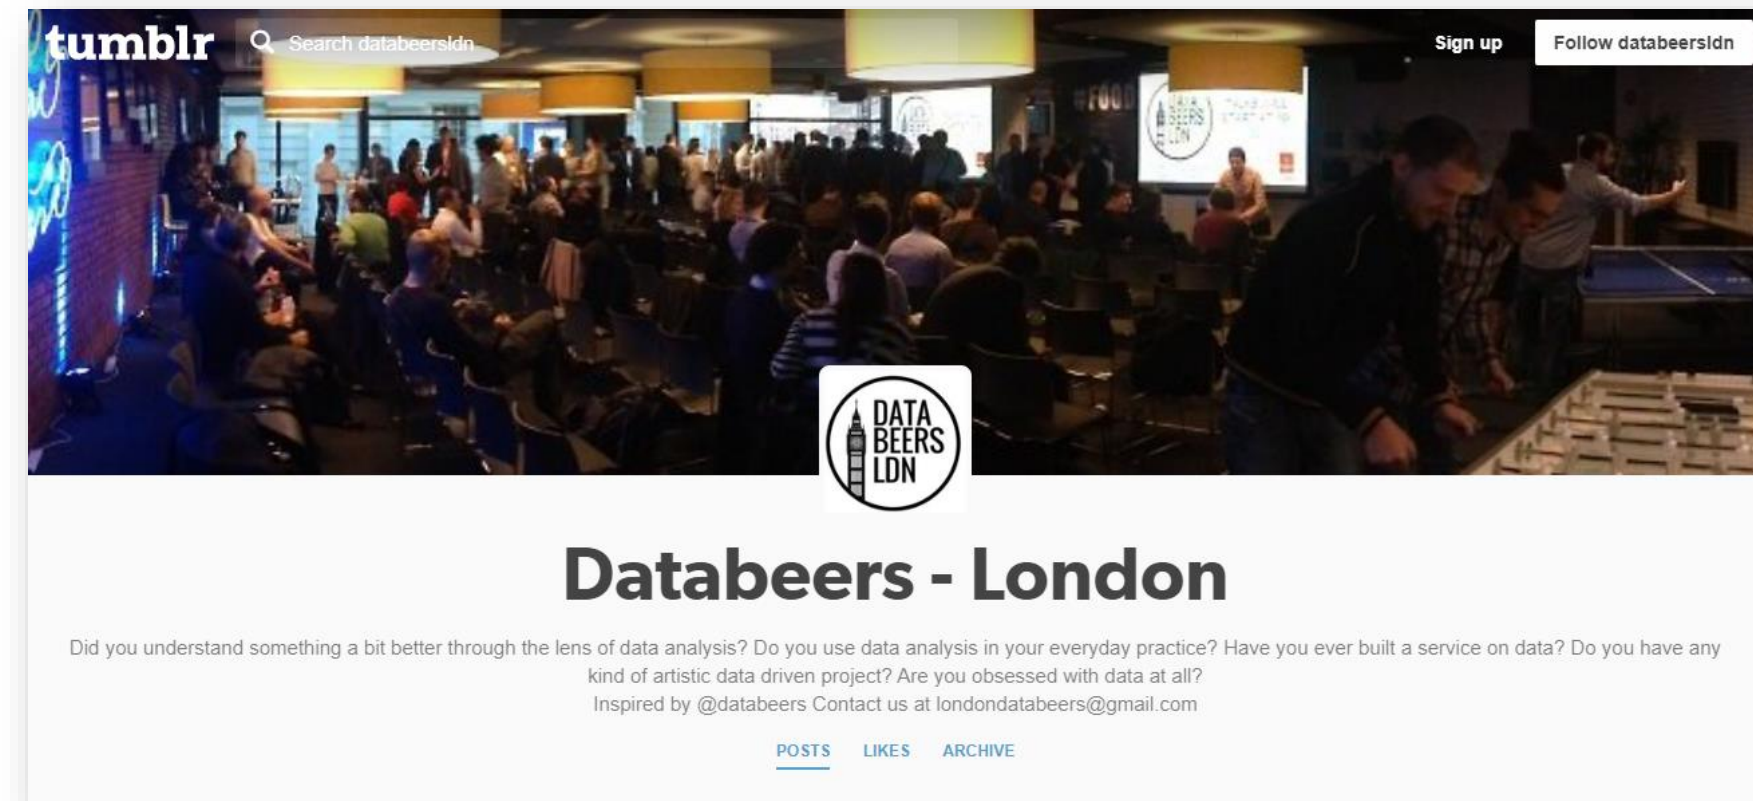 tumblr
Search databeersldn
Sign up
Follow databeersldn
FOOD
DATA
BEERS
LDN
DATA
BEERS
LDN
Databeers - London
Did you understand something a bit better through the lens of data analysis? Do you use data analysis in your everyday practice? Have you ever built a service on data? Do you have any
kind of artistic data driven project? Are you obsessed with data at all?
Inspired by @databeers Contact us at londondatabeers@gmail.com
POSTS LIKES ARCHIVE